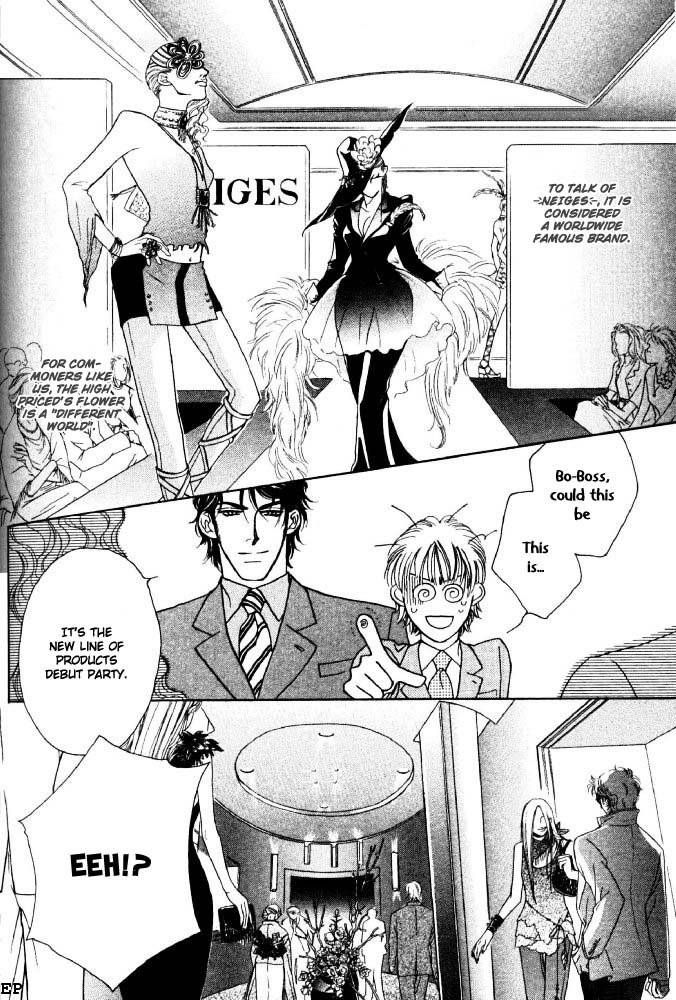 TO TALK OF
-NEIGES-, IT IS
CONSIDERED
A WORLDWIDE
FAMOUS BRAND.
IGES
FOR COM-
MONERS LIKE
US, THE HIGH
PRICED'S FLOWER
IS A "DIFFERENT
WORLD".
Bo-Boss,
could this
be
This
is...
IT'S THE
NEW LINE OF
PRODUCTS
DEBUT PARTY.
EEH!?
EP